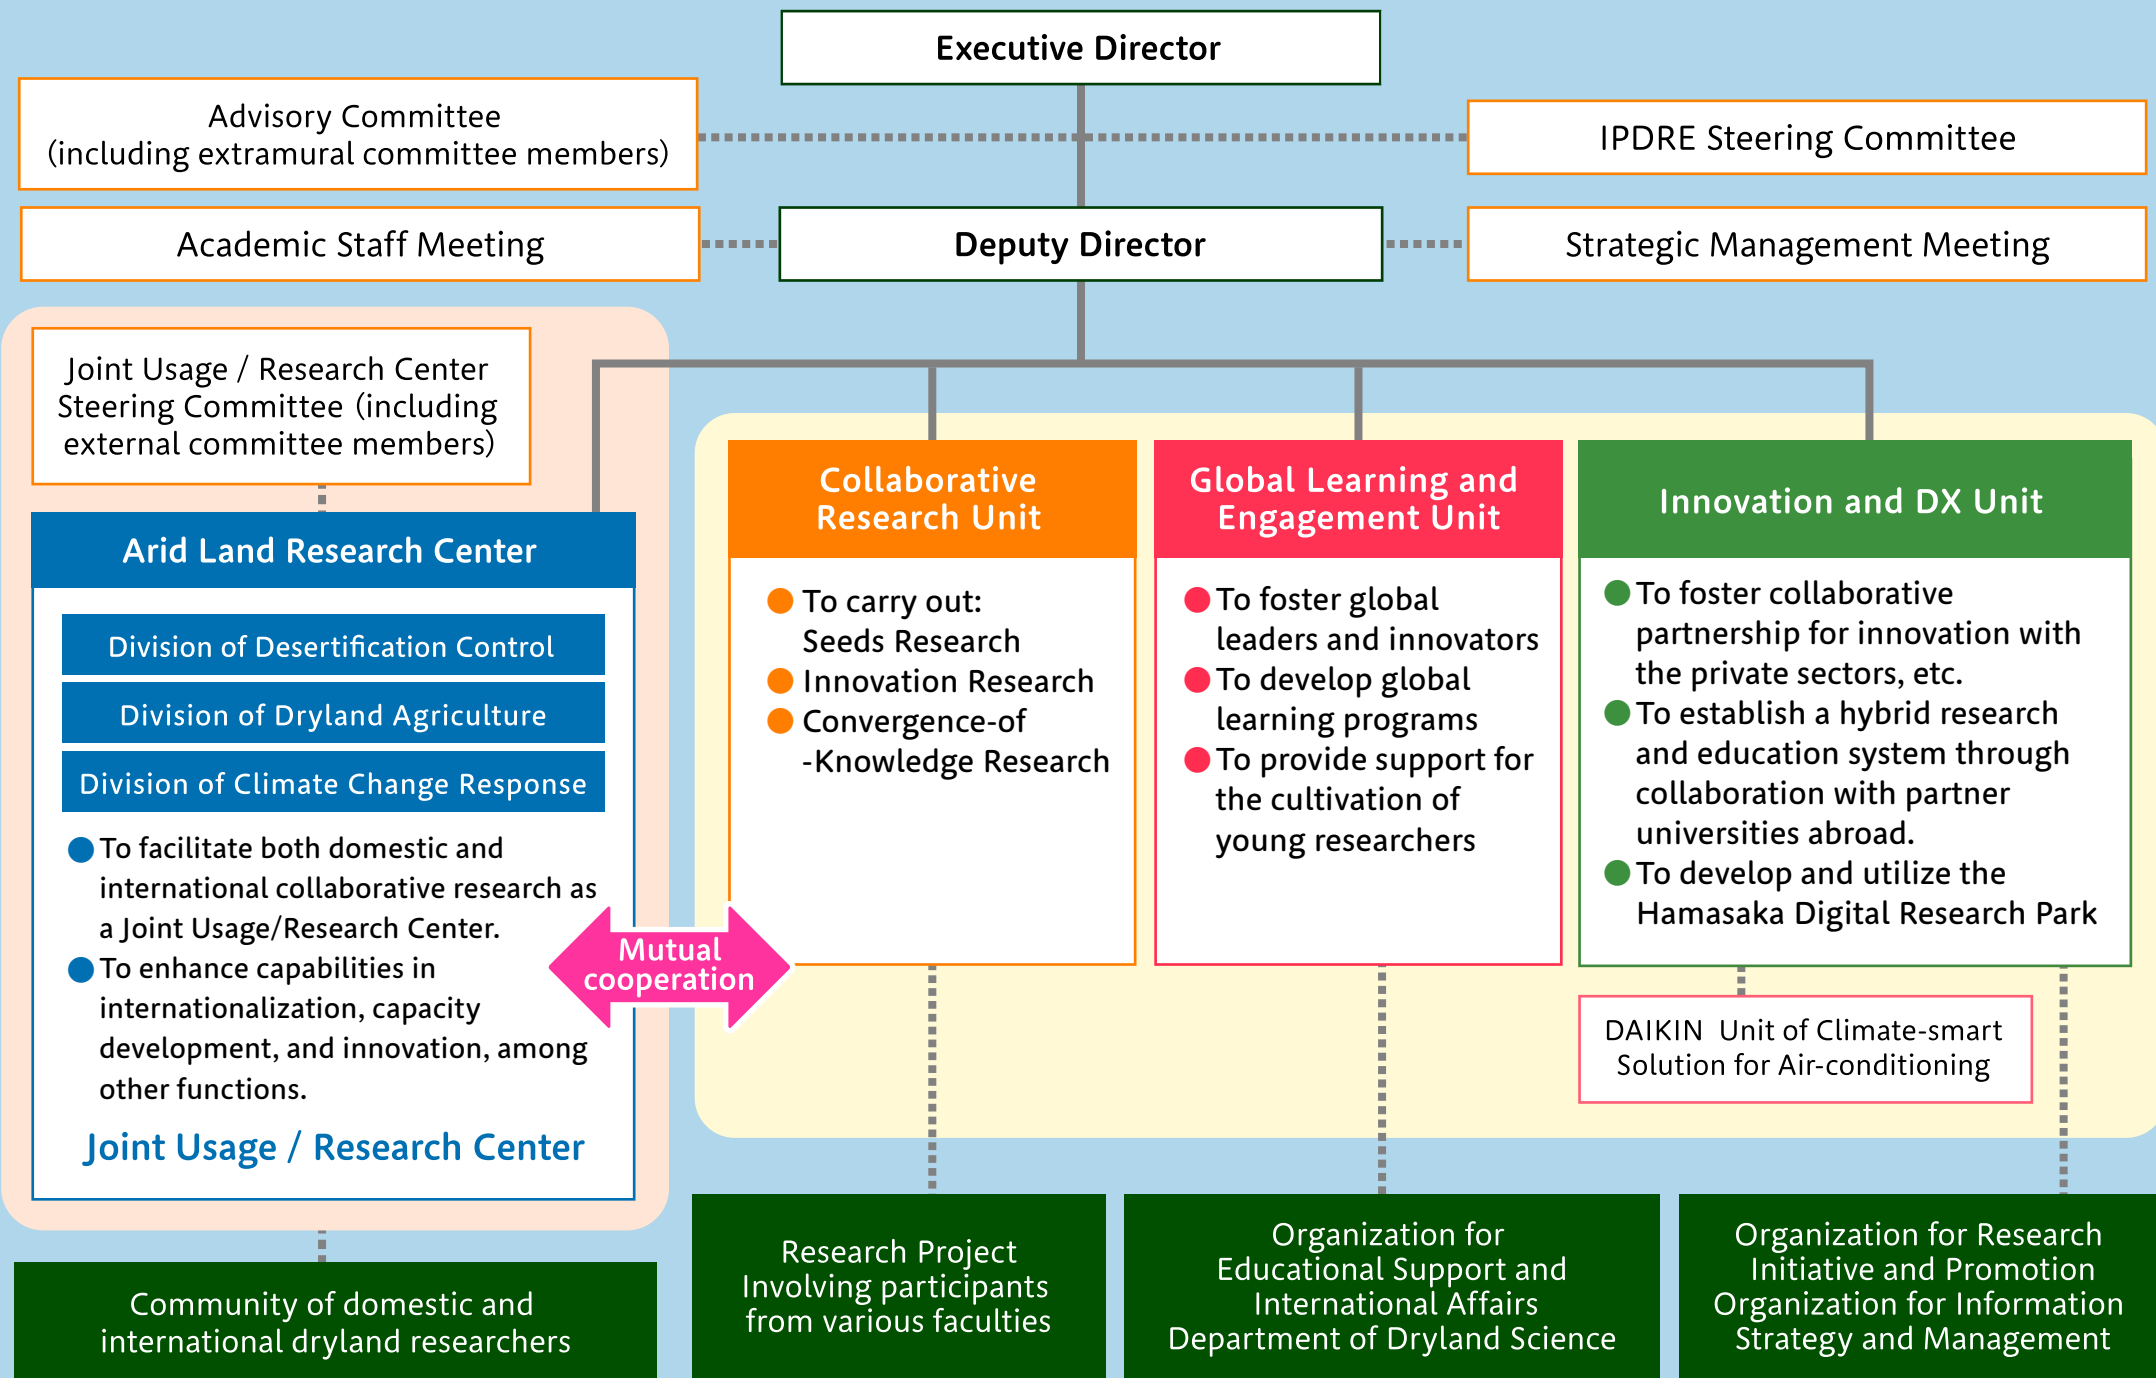 Executive Director
Advisory Committee
(including extramural committee members)
IPDRE Steering Committee
Academic Staff Meeting
Deputy Director
Strategic Management Meeting
Joint Usage / Research Center
Steering Committee (including
external committee members)
Arid Land Research Center
Division of Desertification Control
Division of Dryland Agriculture
Division of Climate Change Response
To facilitate both domestic and
international collaborative research as
a Joint Usage/Research Center.
To enhance capabilities in
internationalization, capacity
development, and innovation, among
other functions.
Joint Usage / Research Center
Mutual
cooperation
Collaborative
Research Unit
To carry out:
Seeds Research
Innovation Research
Convergence-of
-Knowledge Research
Global Learning and
Engagement Unit
To foster global
leaders and innovators
To develop global
learning programs
To provide support for
the cultivation of
young researchers
Innovation and DX Unit
To foster collaborative
partnership for innovation with
the private sectors, etc.
To establish a hybrid research
and education system through
collaboration with partner
universities abroad.
To develop and utilize the
Hamasaka Digital Research Park
DAIKIN Unit of Climate-smart
Solution for Air-conditioning
Community of domestic and
international dryland researchers
Research Project
Involving participants
from various faculties
Organization for
Educational Support and
International Affairs
Department of Dryland Science
Organization for Research
Initiative and Promotion
Organization for Information
Strategy and Management